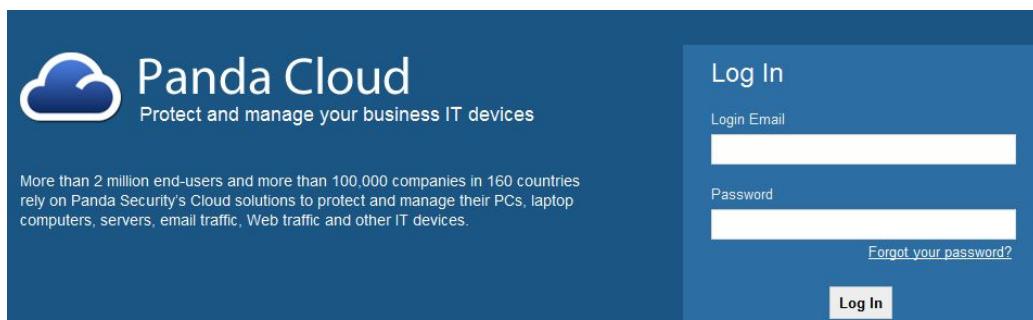 Panda Cloud
Protect and manage your business IT devices
More than 2 million end-users and more than 100,000 companies in 160 countries
rely on Panda Security's Cloud solutions to protect and manage their PCs, laptop
computers, servers, email traffic, Web traffic and other IT devices.
Log In
Login Email
Password
Forgot your password?
Log In